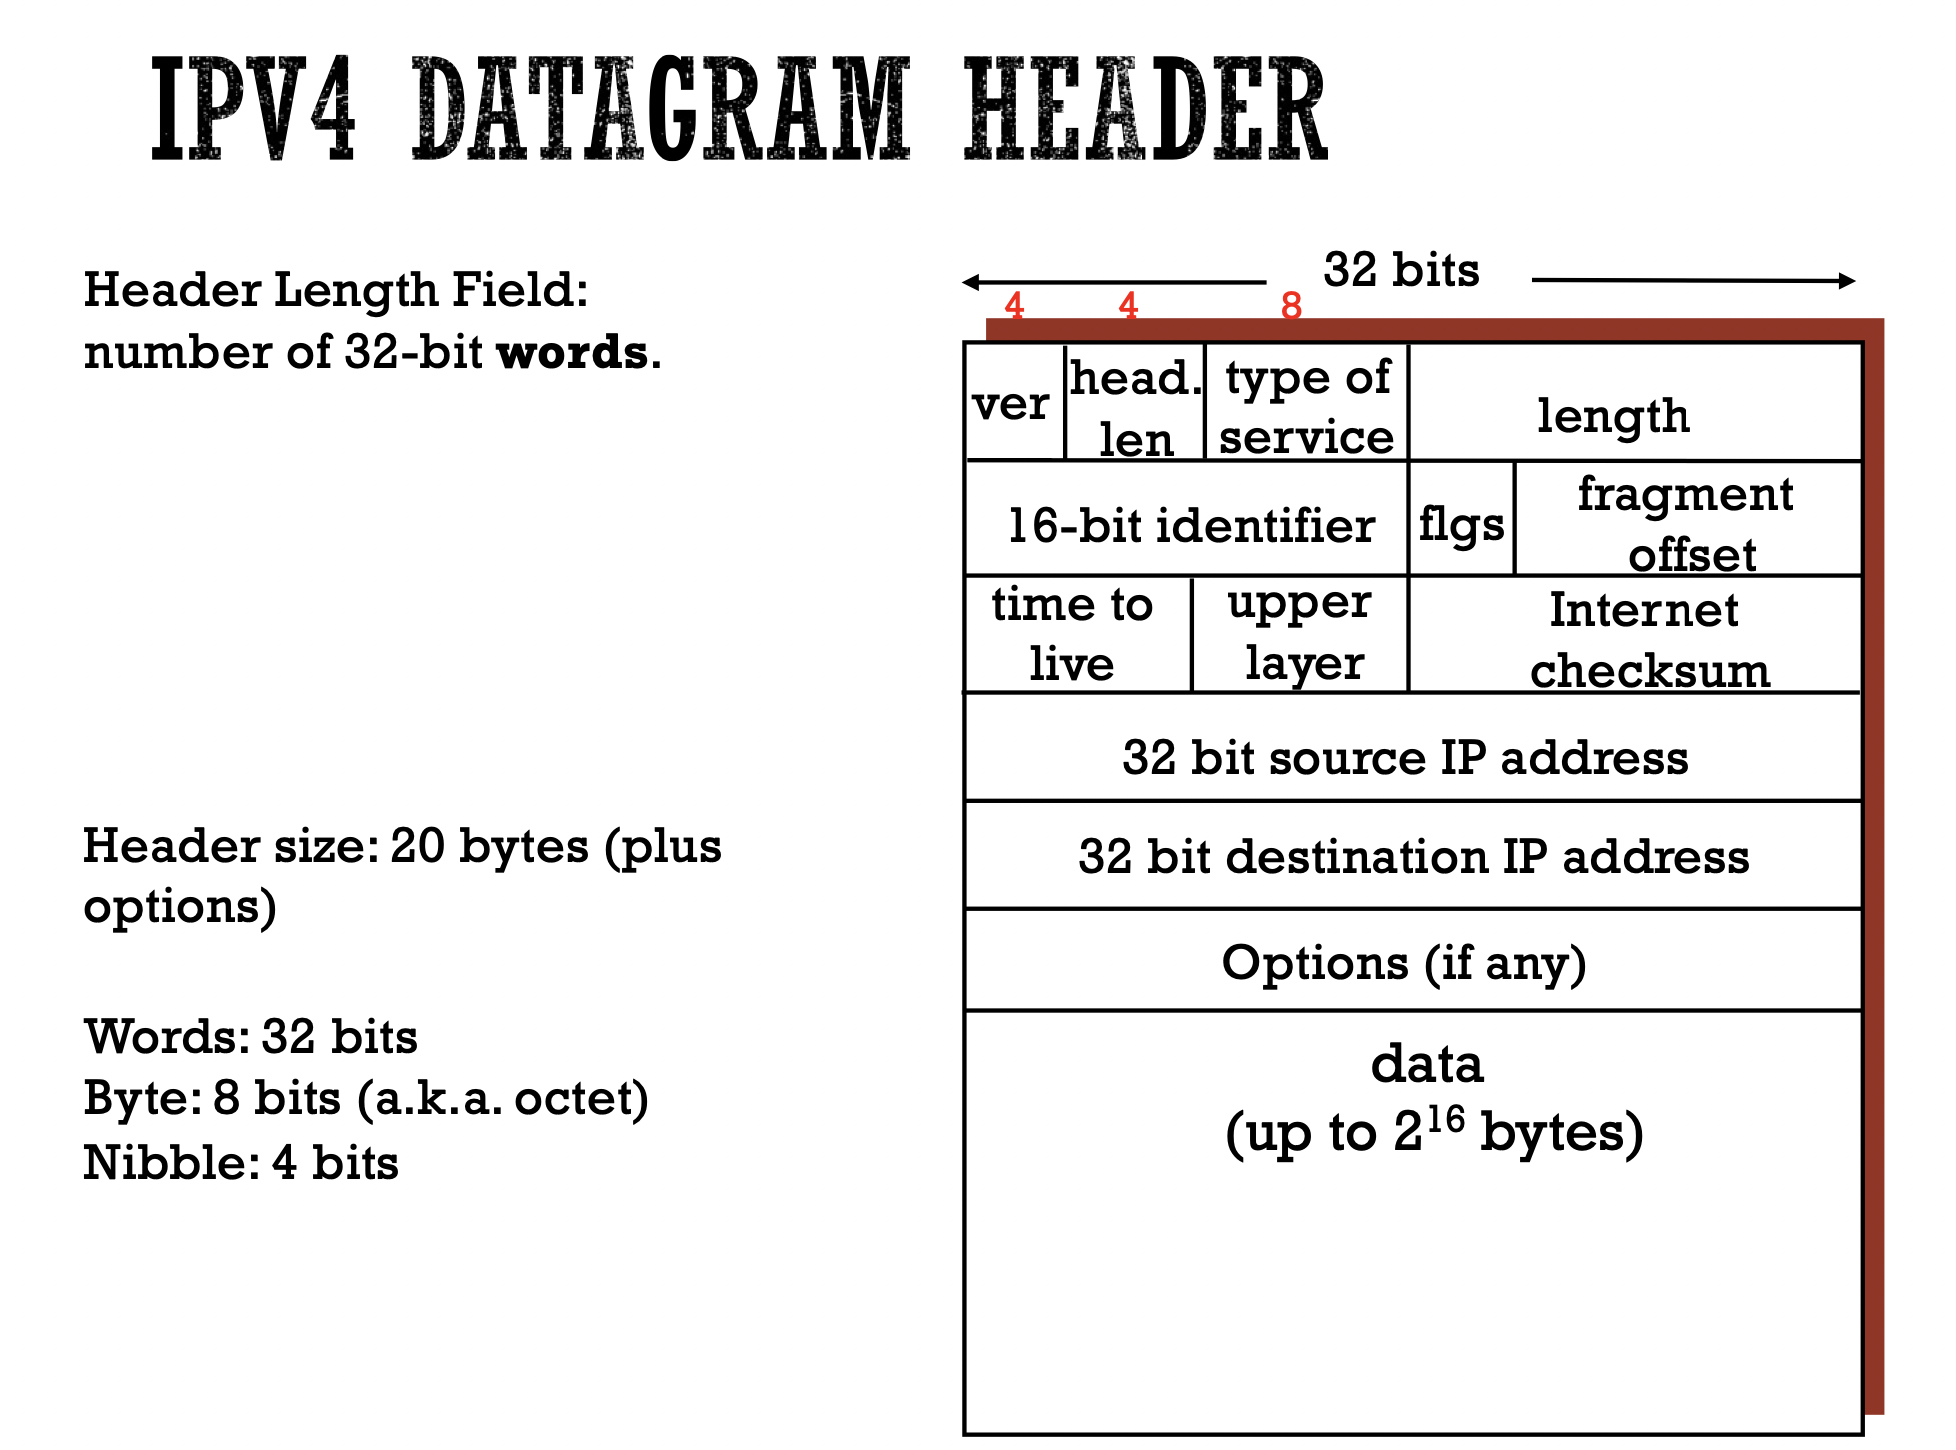 IPV4 DATAGRAM HEADER
Header Length Field:
number of 32-bit words.
Header size: 20 bytes (plus
options)
Words: 32 bits
Byte: 8 bits (a.k.a. octet)
Nibble: 4 bits
32 bits
4 4 8
ver
head.
len
type of
service
length
16-bit identifier
flgs
fragment
offset
time to
live
upper
layer
Internet
checksum
32 bit source IP address
32 bit destination IP address
Options (if any)
data
(up to 2¹⁶ bytes)